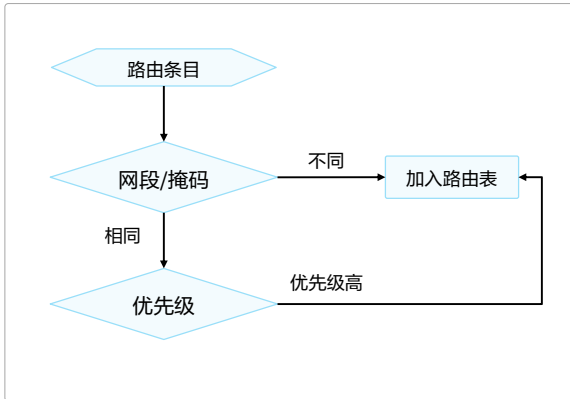 路由条目
网段/掩码
不同
加入路由表
相同
优先级
优先级高